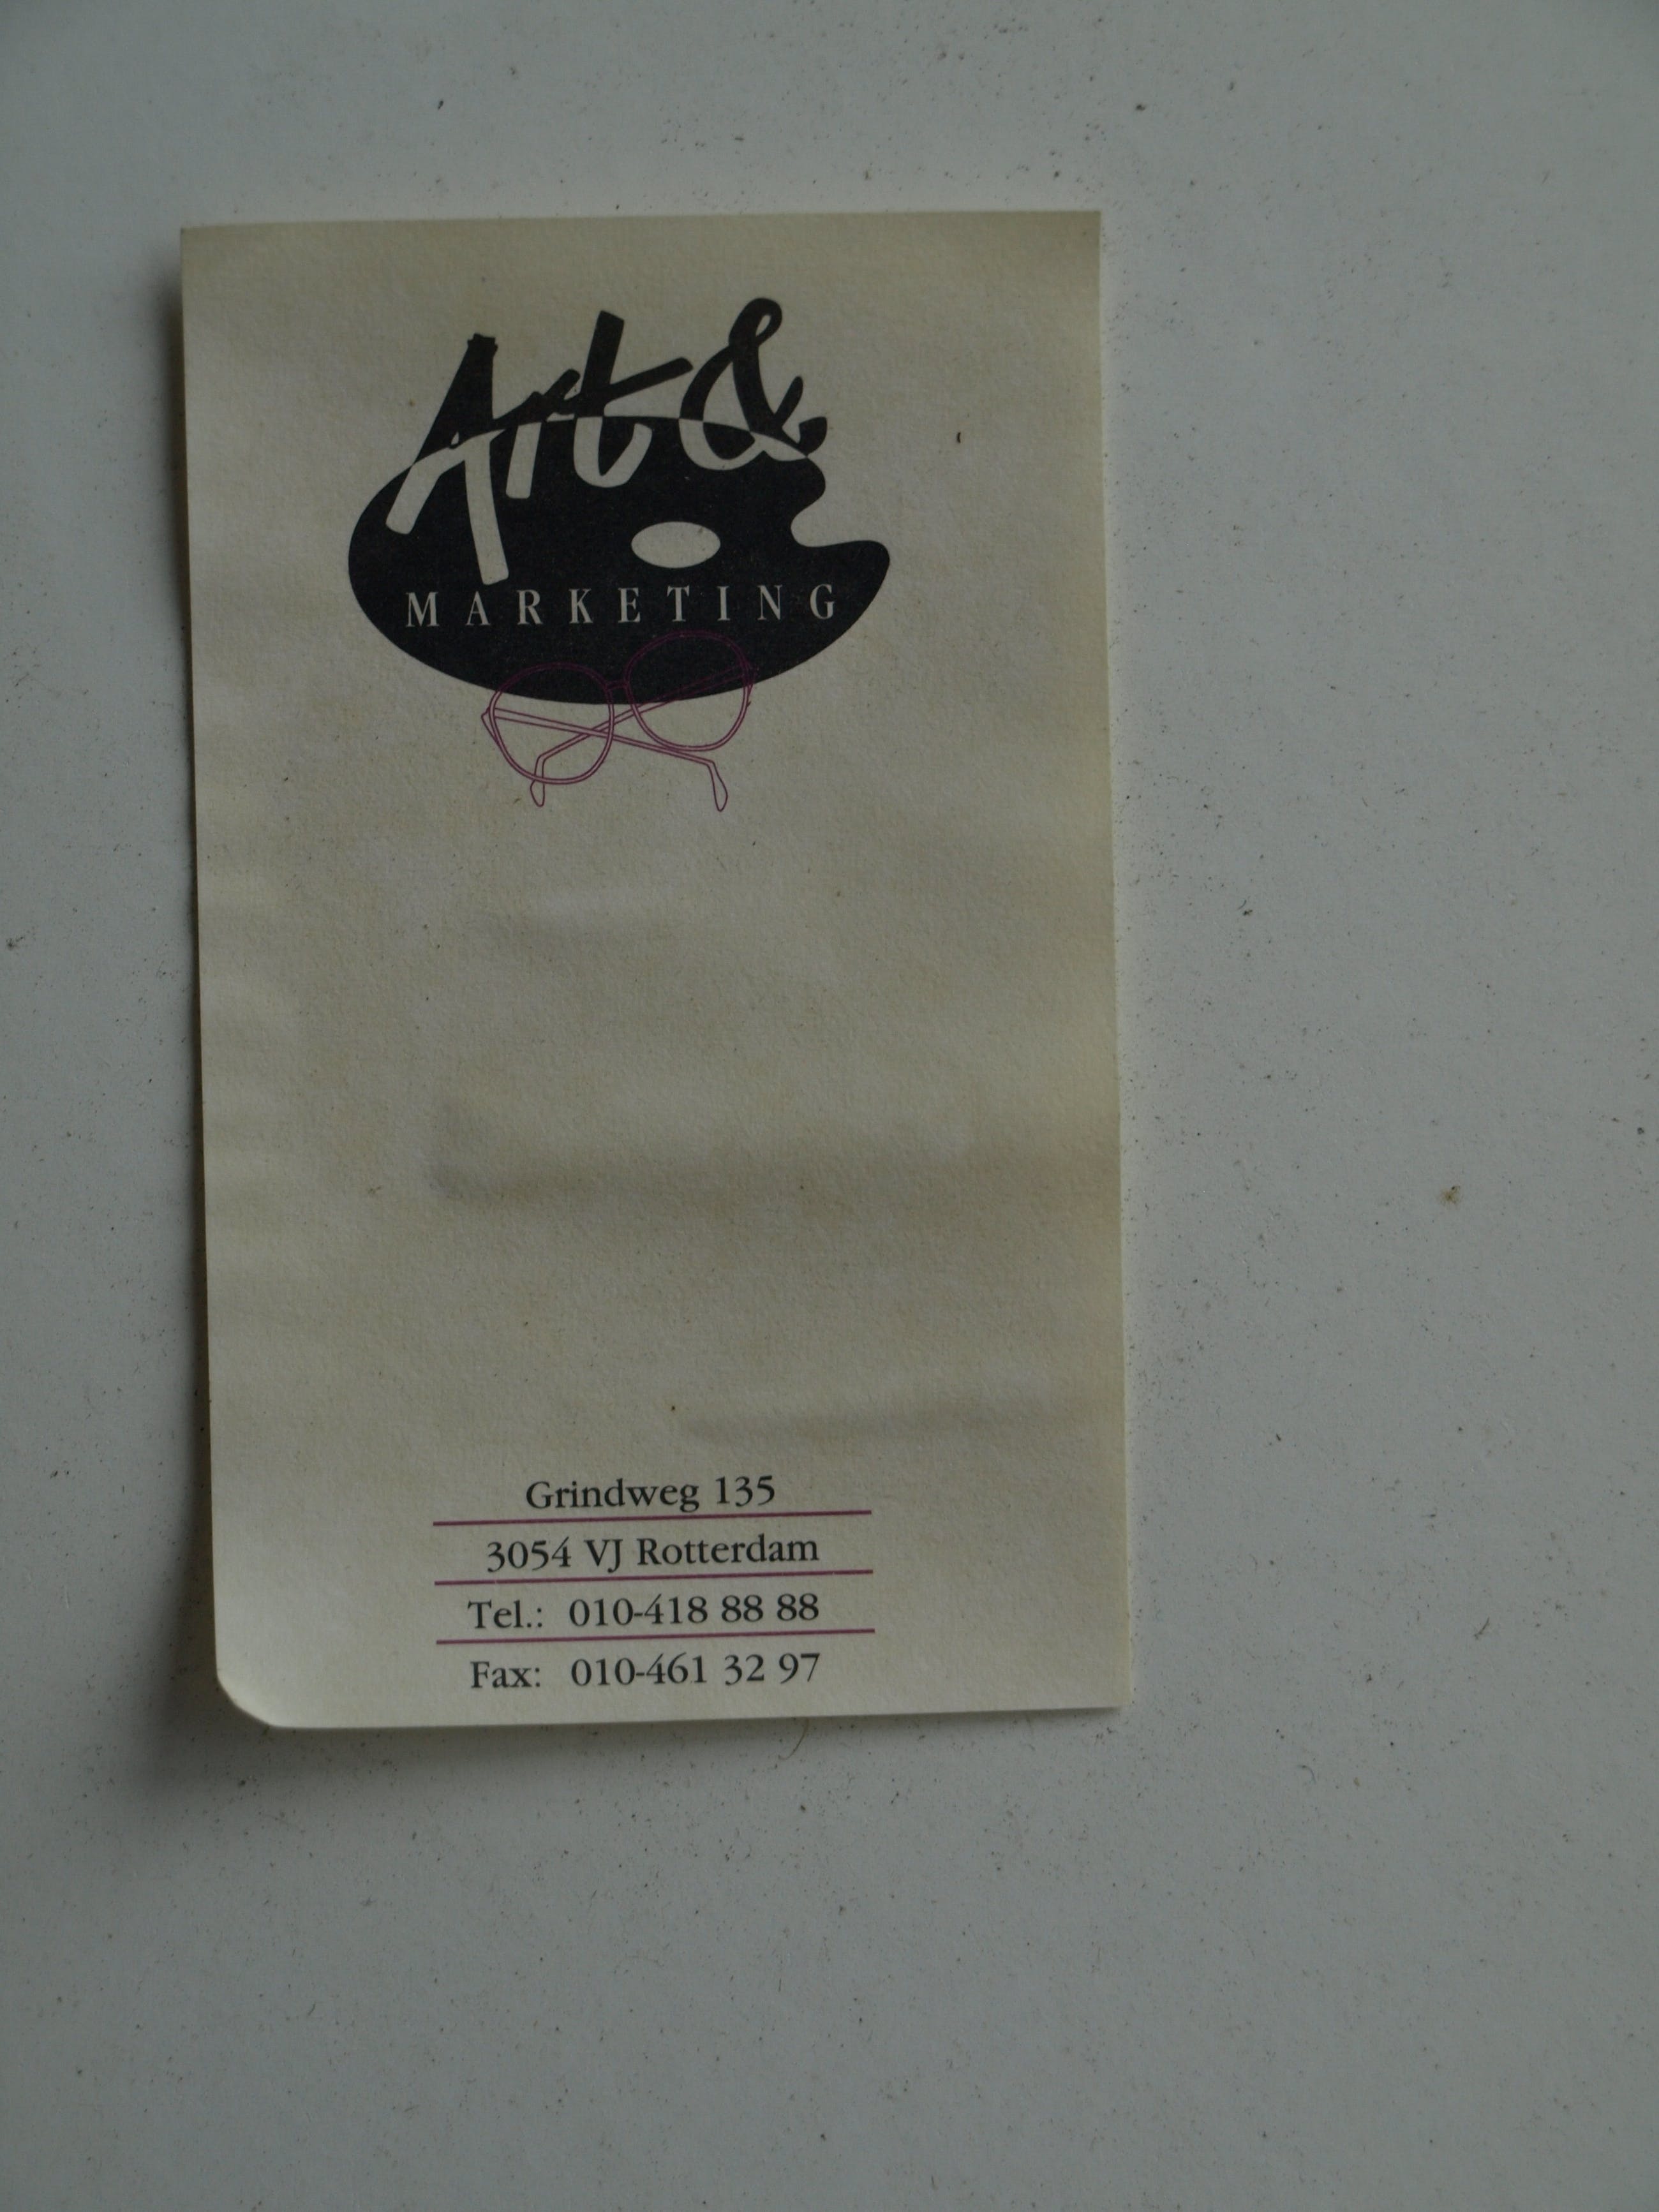 Art &
MARKETING
Grindweg 135
3054 VJ Rotterdam
Tel.: 010-418 88 88
Fax: 010-461 32 97